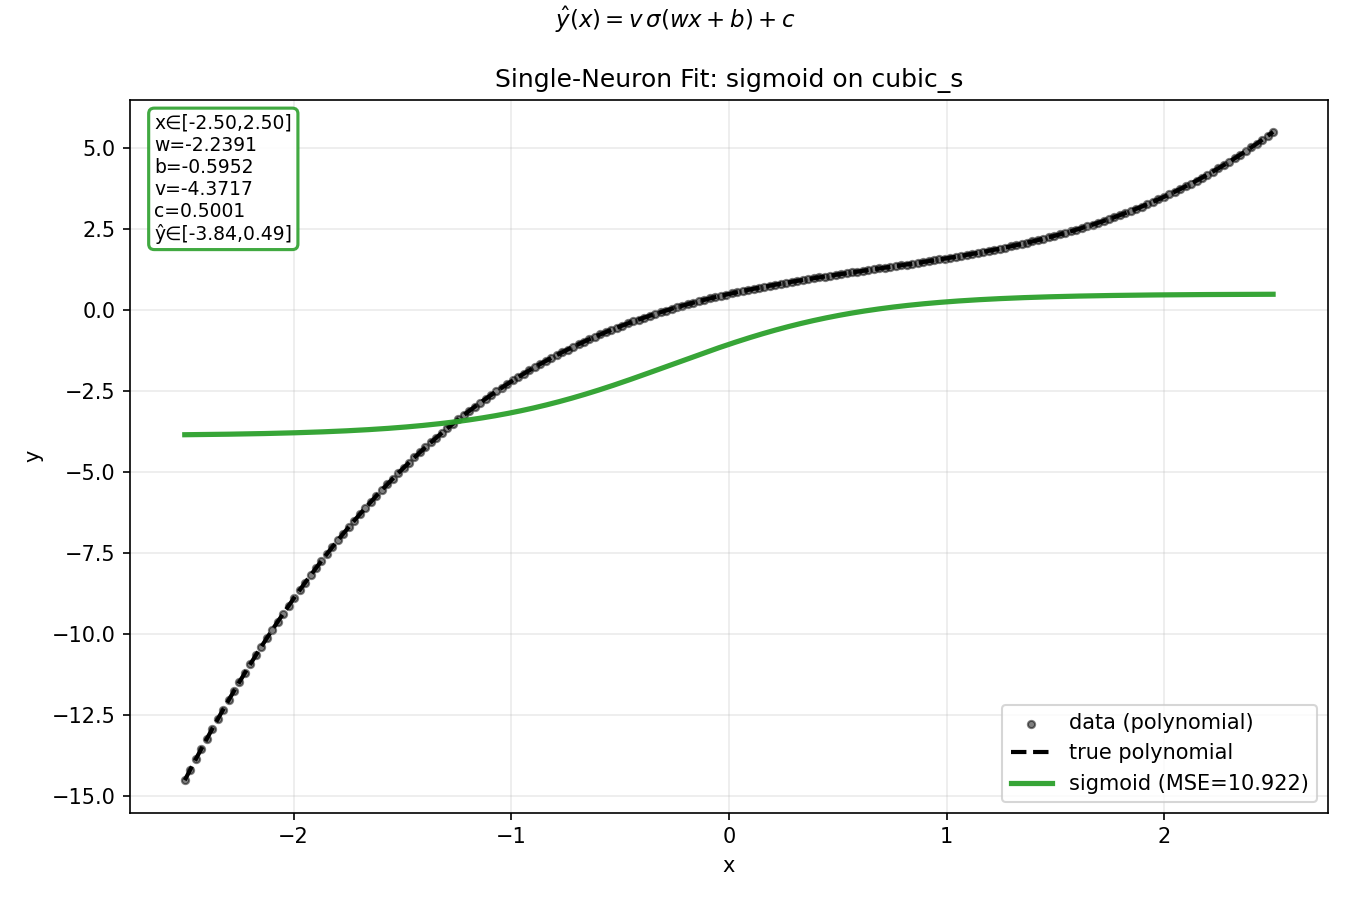 ŷ(x) = v σ(wx + b) + c
Single-Neuron Fit: sigmoid on cubic_s
x∈[-2.50,2.50]
w=-2.2391
b=-0.5952
v=-4.3717
c=0.5001
ŷ∈[-3.84,0.49]
5.0
2.5
0.0
−2.5
−5.0
−7.5
−10.0
−12.5
−15.0
y
data (polynomial)
true polynomial
sigmoid (MSE=10.922)
−2
−1
0
1
2
x